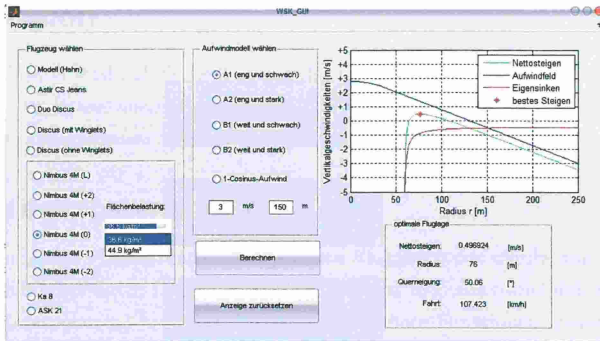 WSK_GUI
Programm
Flugzeug wählen
Modell (Hahn)
Astir CS Jeans
Duo Discus
Discus (mit Winglets)
Discus (ohne Winglets)
Nimbus 4M (L)
Nimbus 4M (+2)
Nimbus 4M (+1)
Nimbus 4M (0)
Nimbus 4M (-1)
Nimbus 4M (-2)
Flächenbelastung:
44.9 kg/m²
Ka 8
ASK 21
Aufwindmodell wählen
A1 (eng und schwach)
A2 (eng und stark)
B1 (weit und schwach)
B2 (weit und stark)
1-Cosinus-Aufwind
3 m/s 150 m
Berechnen
Anzeige zurücksetzen
Vertikalgeschwindigkeiten [m/s]
+5
+4
+3
+2
+1
0
-1
-2
-3
-4
-5
0 50 100 150 200 250
Radius r [m]
Nettosteigen
Aufwindfeld
Eigensinken
bestes Steigen
optimale Fluglage
Nettosteigen: 0.496924 [m/s]
Radius: 76 [m]
Querneigung: 50.06 [°]
Fahrt: 107.423 [km/h]